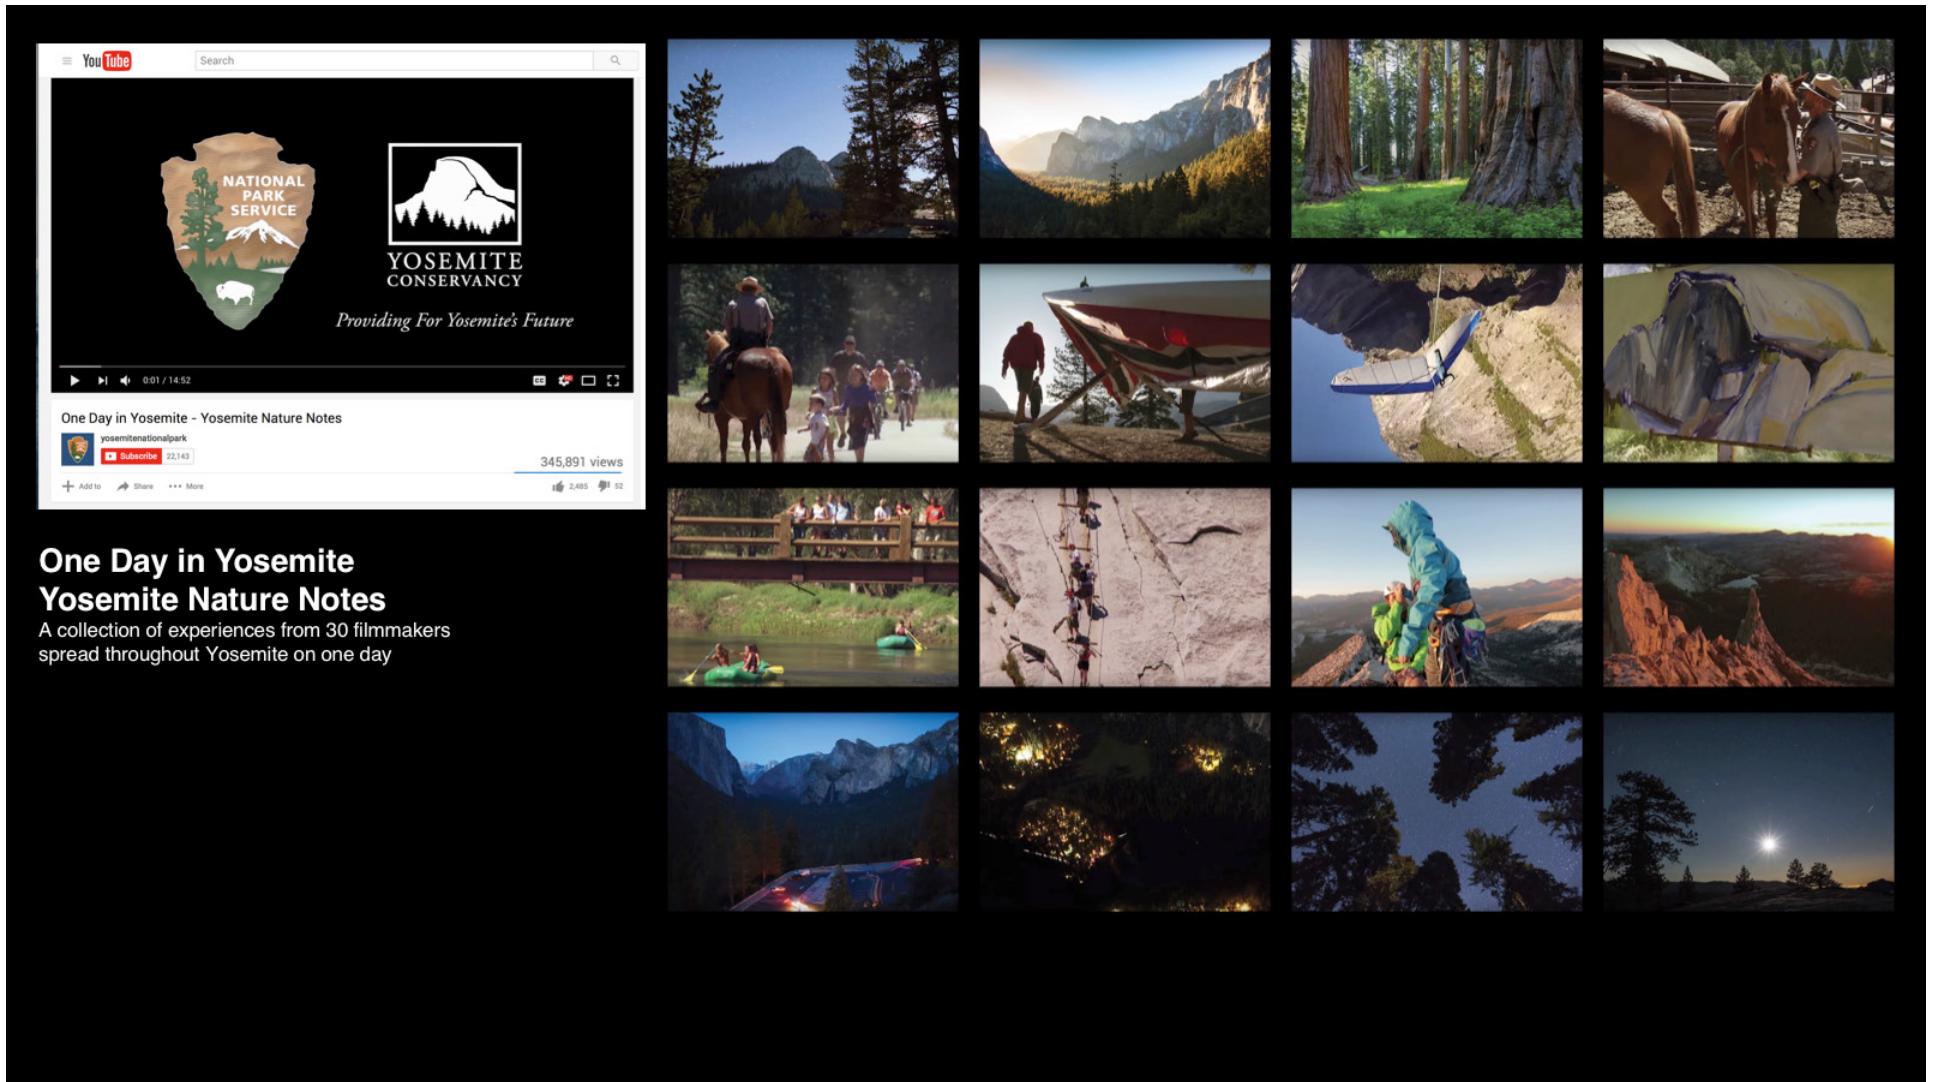 YouTube
Search
NATIONAL
PARK
SERVICE
YOSEMITE
CONSERVANCY
Providing For Yosemite's Future
0:01 / 14:52
CC
One Day in Yosemite - Yosemite Nature Notes
yosemitenationalpark
Subscribe 22,143
345,891 views
Add to Share More 2,485 52
One Day in Yosemite
Yosemite Nature Notes
A collection of experiences from 30 filmmakers
spread throughout Yosemite on one day